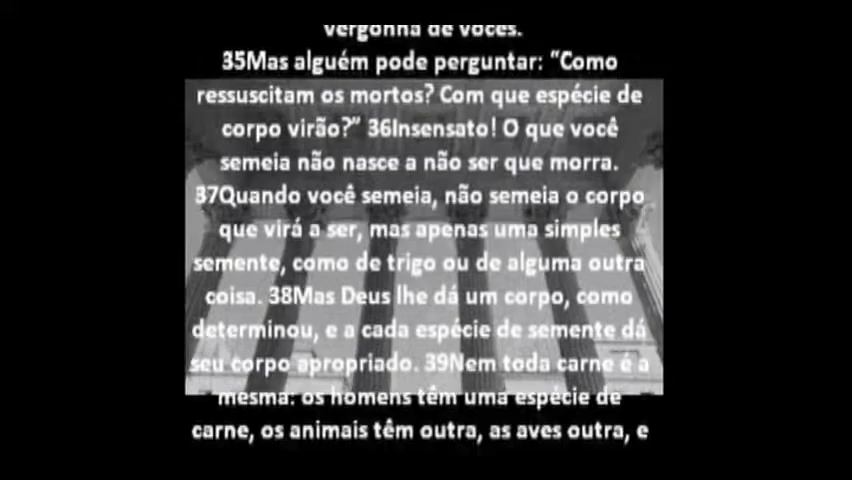 vergonha de vocês.
35Mas alguém pode perguntar: “Como
ressuscitam os mortos? Com que espécie de
corpo virão?” 36Insensato! O que você
semeia não nasce a não ser que morra.
37Quando você semeia, não semeia o corpo
que virá a ser, mas apenas uma simples
semente, como de trigo ou de alguma outra
coisa. 38Mas Deus lhe dá um corpo, como
determinou, e a cada espécie de semente dá
seu corpo apropriado. 39Nem toda carne é a
mesma: os homens têm uma espécie de
carne, os animais têm outra, as aves outra, e